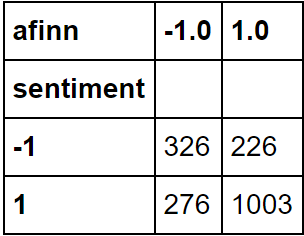 afinn -1.0 1.0
sentiment
-1 326 226
1 276 1003